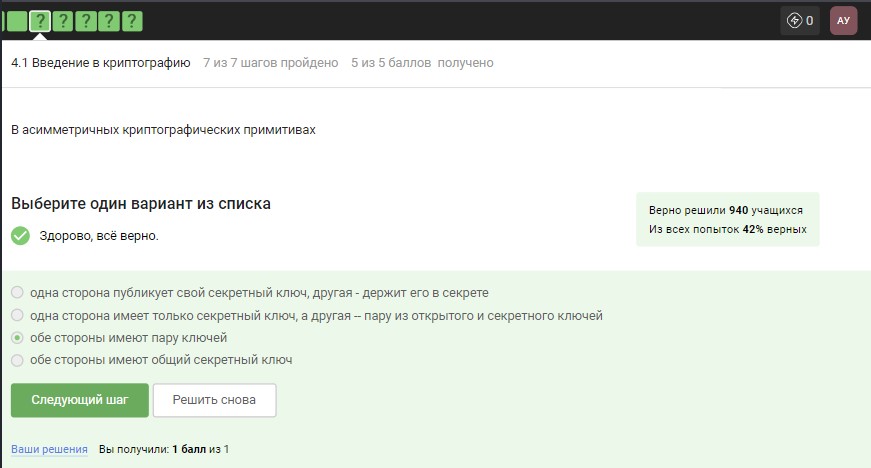 ? ? ? ? ?
0
АУ
4.1 Введение в криптографию 7 из 7 шагов пройдено 5 из 5 баллов получено
В асимметричных криптографических примитивах
Выберите один вариант из списка
Здорово, всё верно.
Верно решили 940 учащихся
Из всех попыток 42% верных
одна сторона публикует свой секретный ключ, другая - держит его в секрете
одна сторона имеет только секретный ключ, а другая -- пару из открытого и секретного ключей
обе стороны имеют пару ключей
обе стороны имеют общий секретный ключ
Следующий шаг
Решить снова
Ваши решения Вы получили: 1 балл из 1